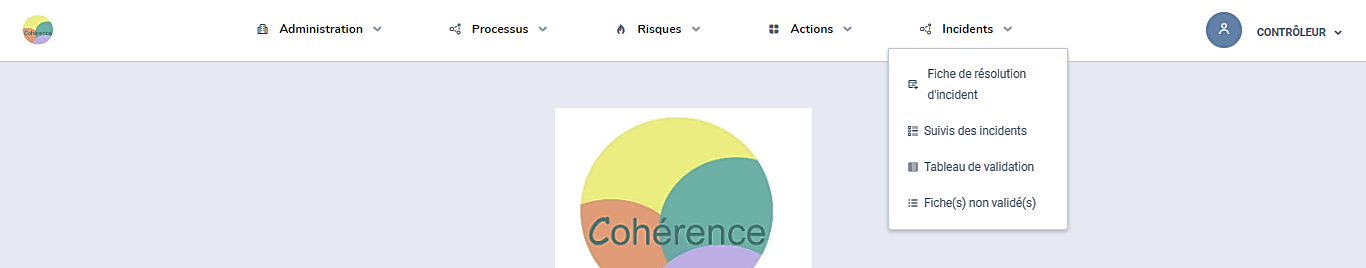 Cohérence
Administration
Processus
Risques
Actions
Incidents
CONTRÔLEUR
Fiche de résolution
d'incident
Suivis des incidents
Tableau de validation
Fiche(s) non validé(s)
Cohérence